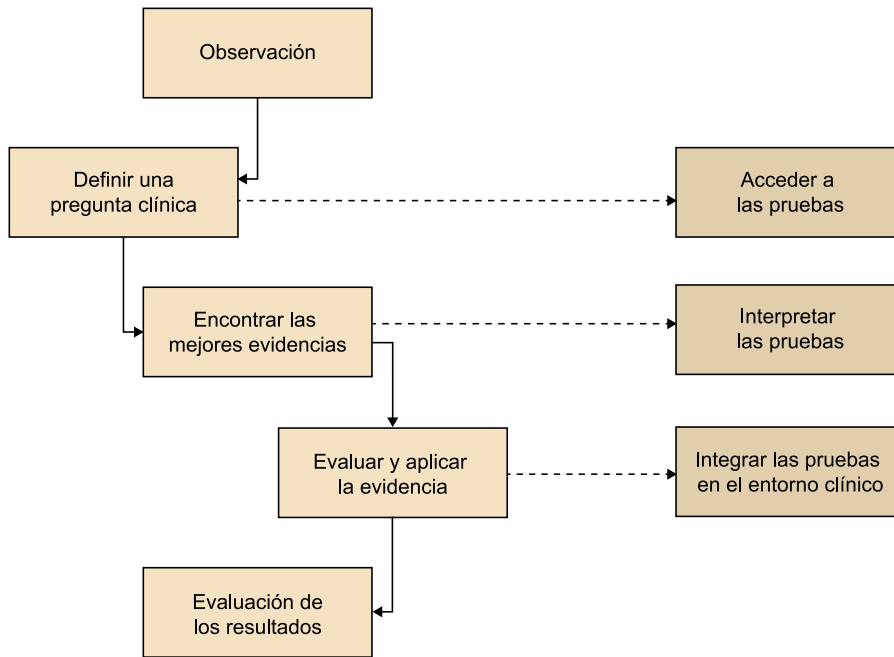 Observación
Definir una
pregunta clínica
Acceder a
las pruebas
Encontrar las
mejores evidencias
Interpretar
las pruebas
Evaluar y aplicar
la evidencia
Integrar las pruebas
en el entorno clínico
Evaluación de
los resultados